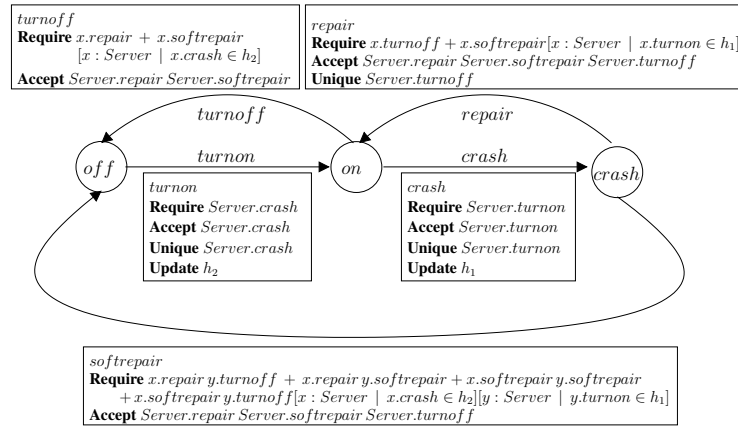 turnoff
Require x.repair + x.softrepair
[x : Server | x.crash ∈ h₂]
Accept Server.repair Server.softrepair
repair
Require x.turnoff + x.softrepair[x : Server | x.turnon ∈ h₁]
Accept Server.repair Server.softrepair Server.turnoff
Unique Server.turnoff
turnoff
repair
off
turnon
on
crash
crash
turnon
Require Server.crash
Accept Server.crash
Unique Server.crash
Update h₂
crash
Require Server.turnon
Accept Server.turnon
Unique Server.turnon
Update h₁
softrepair
Require x.repair y.turnoff + x.repair y.softrepair + x.softrepair y.softrepair
+ x.softrepair y.turnoff[x : Server | x.crash ∈ h₂][y : Server | y.turnon ∈ h₁]
Accept Server.repair Server.softrepair Server.turnoff